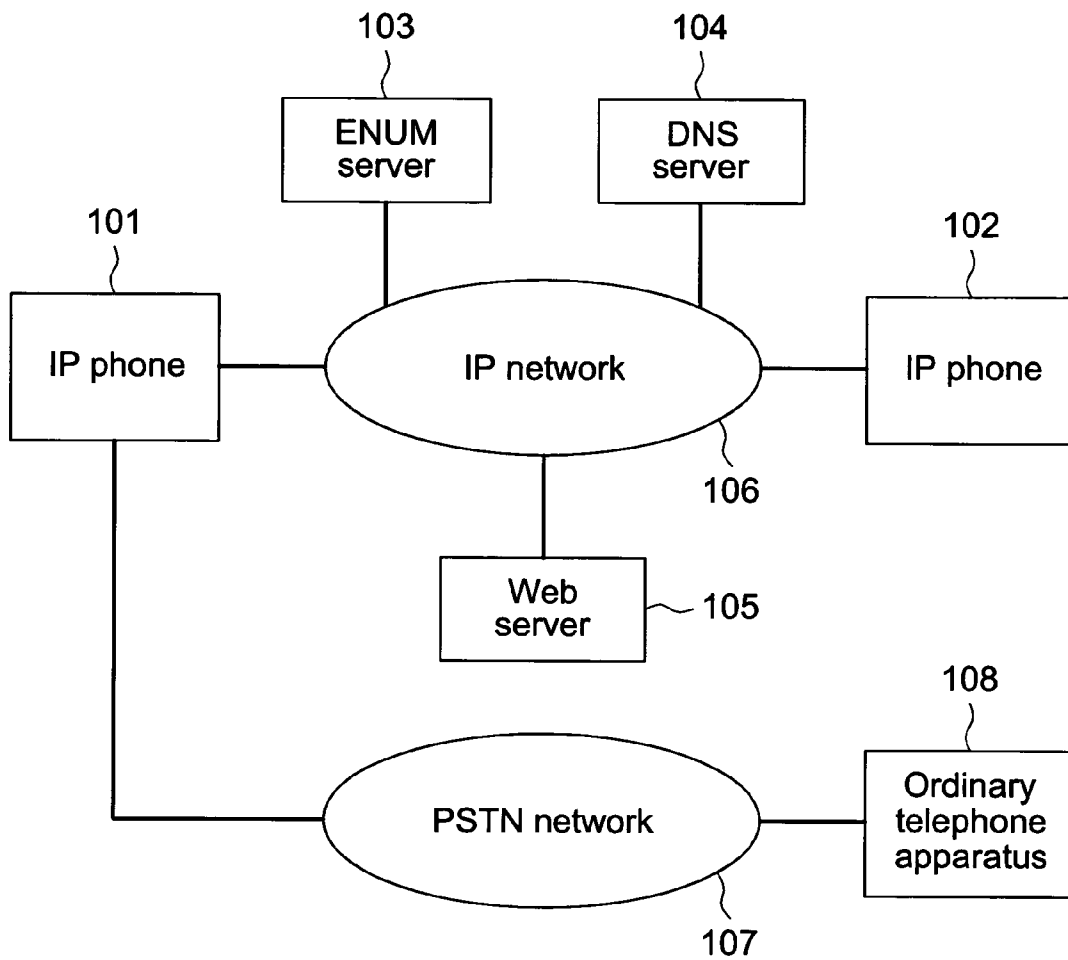 103
104
ENUM
server
DNS
server
101
102
IP phone
IP network
IP phone
106
Web
server
105
108
PSTN network
Ordinary
telephone
apparatus
107